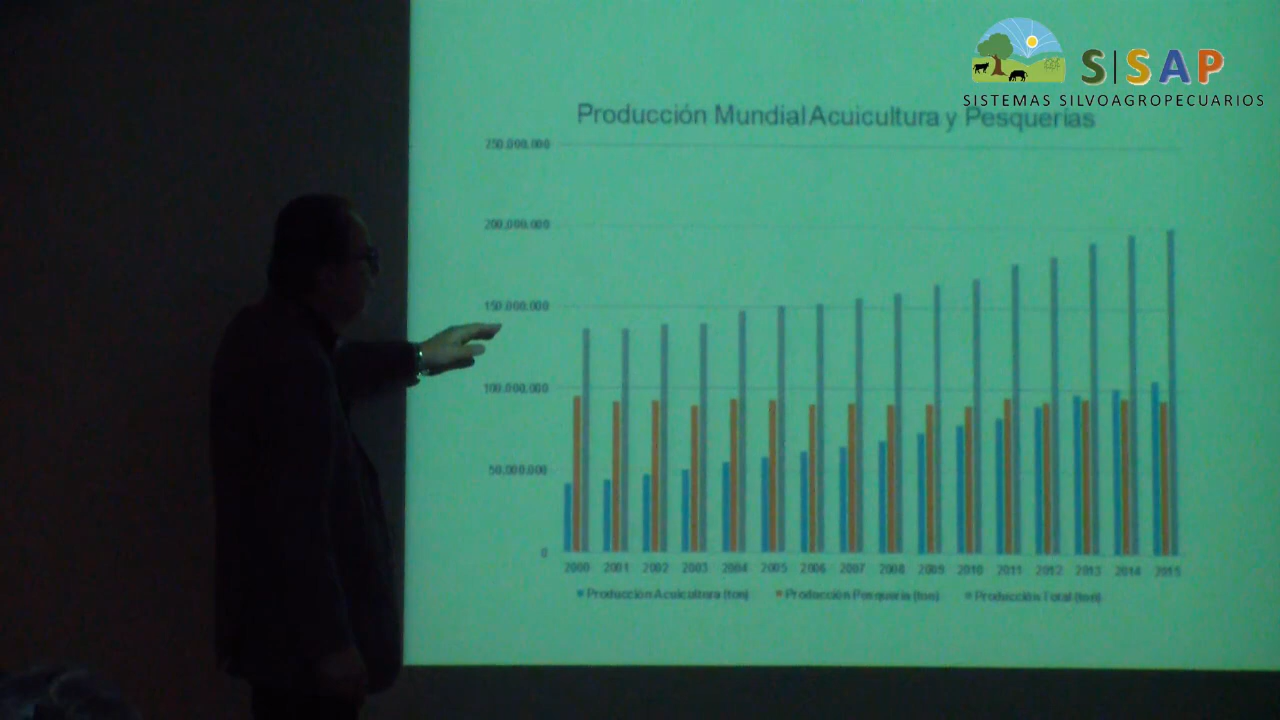 S|SAP
SISTEMAS SILVOAGROPECUARIOS
Producción Mundial Acuicultura y Pesquerías
250.000.000
200.000.000
150.000.000
100.000.000
50.000.000
0
2000 2001 2002 2003 2004 2005 2006 2007 2008 2009 2010 2011 2012 2013 2014 2015
Producción Acuicultura (ton) Producción Pesquería (ton) Producción Total (ton)